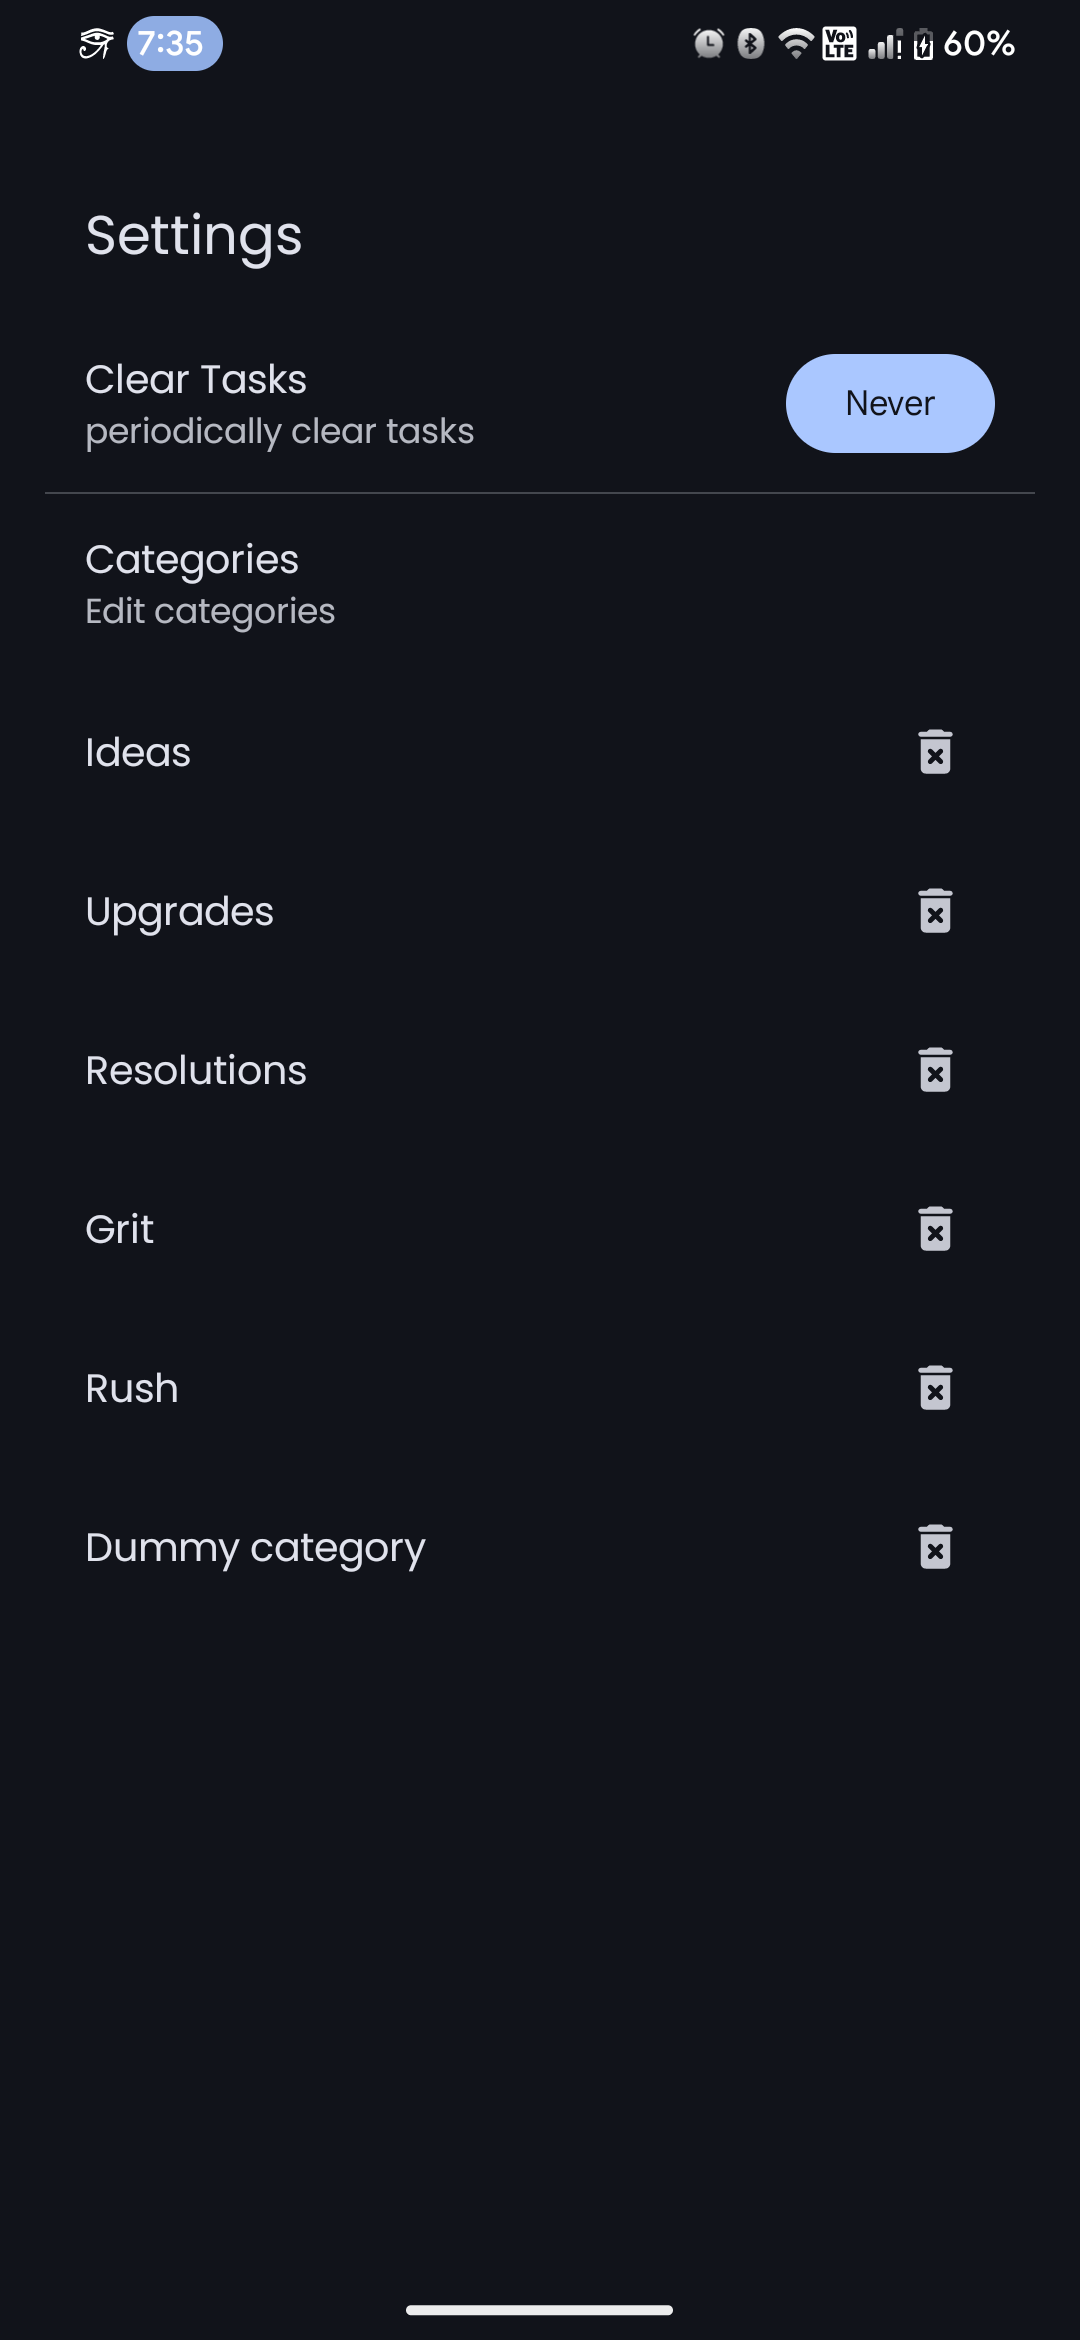 7:35
Vo LTE 60%
Settings
Clear Tasks
periodically clear tasks
Never
Categories
Edit categories
Ideas
Upgrades
Resolutions
Grit
Rush
Dummy category